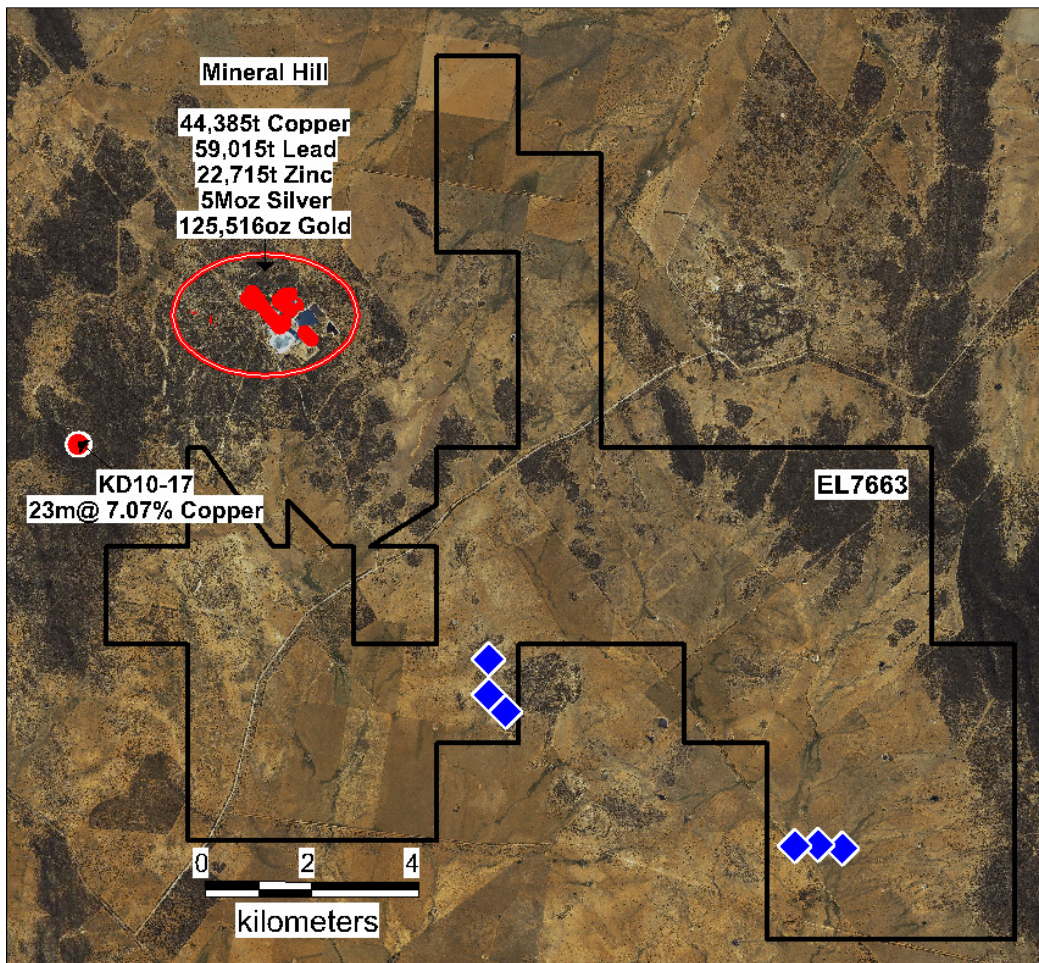 Mineral Hill
44,385t Copper
59,015t Lead
22,715t Zinc
5Moz Silver
125,516oz Gold
KD10-17
23m@ 7.07% Copper
EL7663
0 2 4
kilometers